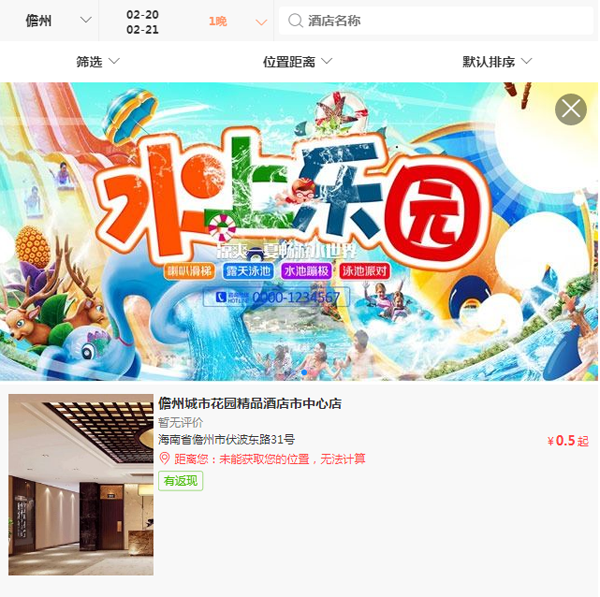 儋州
02-20
02-21
1晚
酒店名称
筛选
位置距离
默认排序
水上乐园
凉爽一夏畅游水世界
喇叭滑梯 露天泳池 水池蹦极 泳池派对
HOTLINE 0000-1234567
儋州城市花园精品酒店市中心店
暂无评价
海南省儋州市伏波东路31号
¥0.5起
距离您：未能获取您的位置，无法计算
有返现